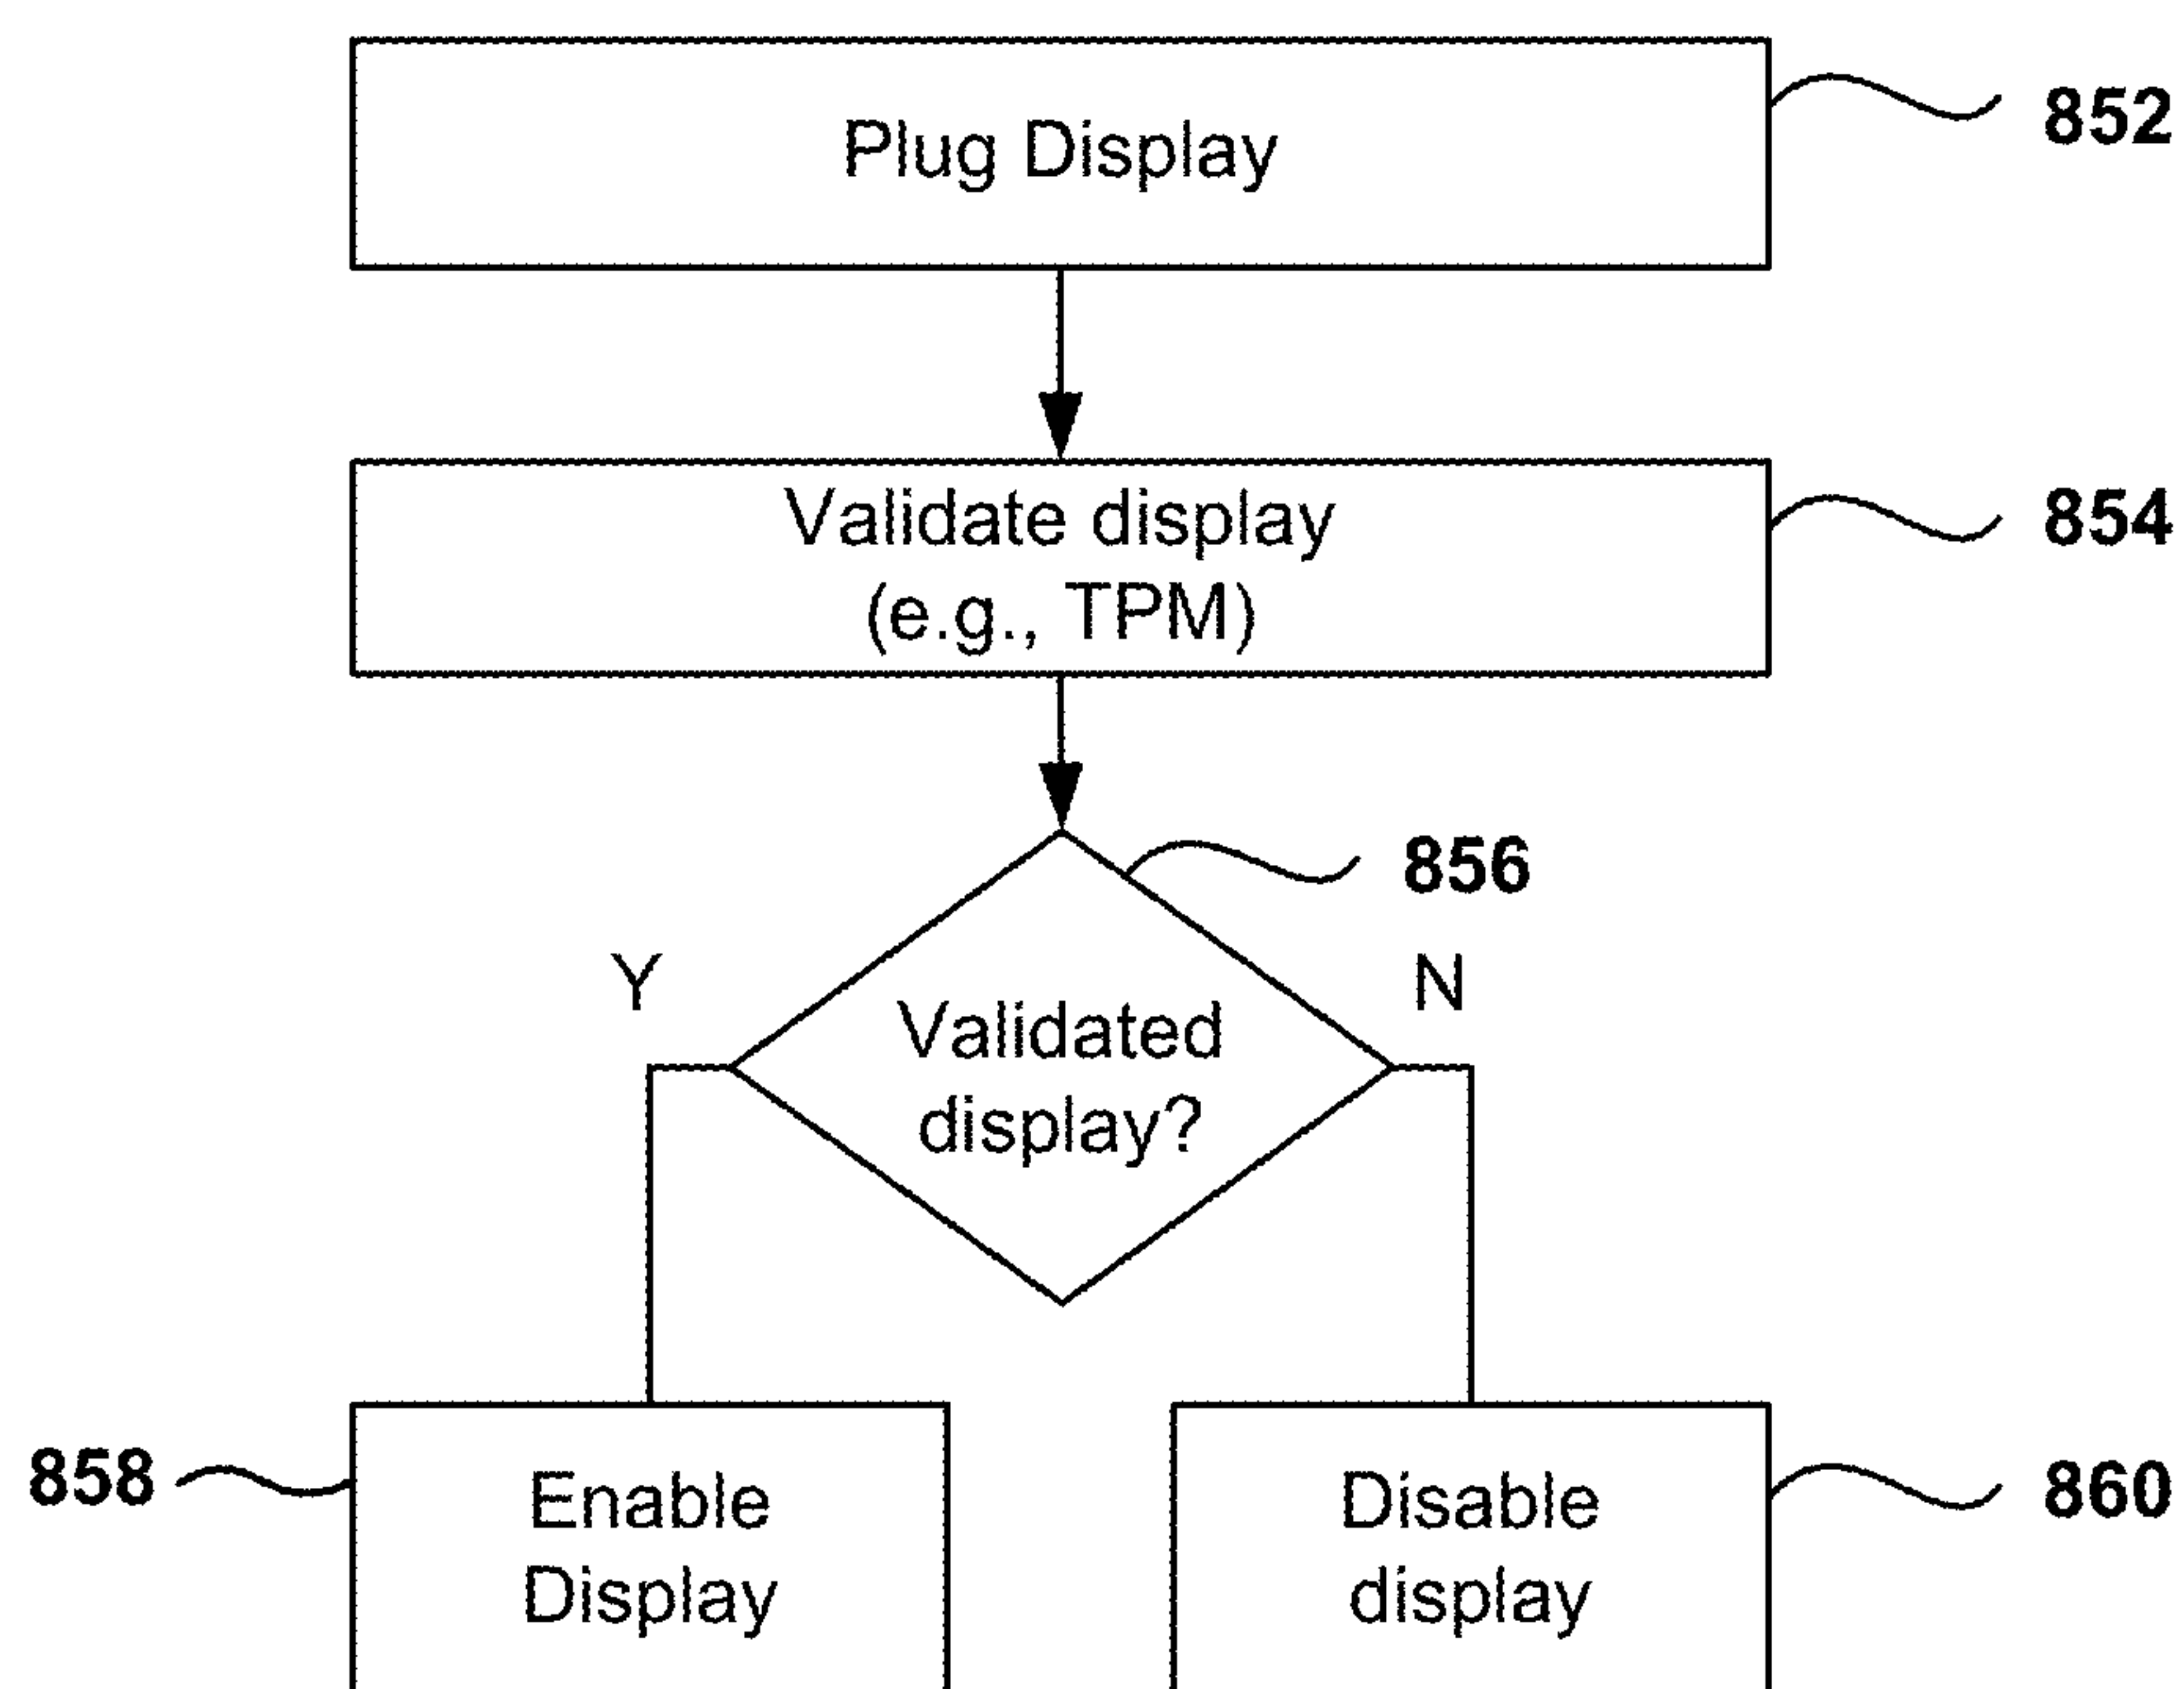 Plug Display
852
Validate display
(e.g., TPM)
854
856
Y
N
Validated
display?
858
Enable
Display
Disable
display
860